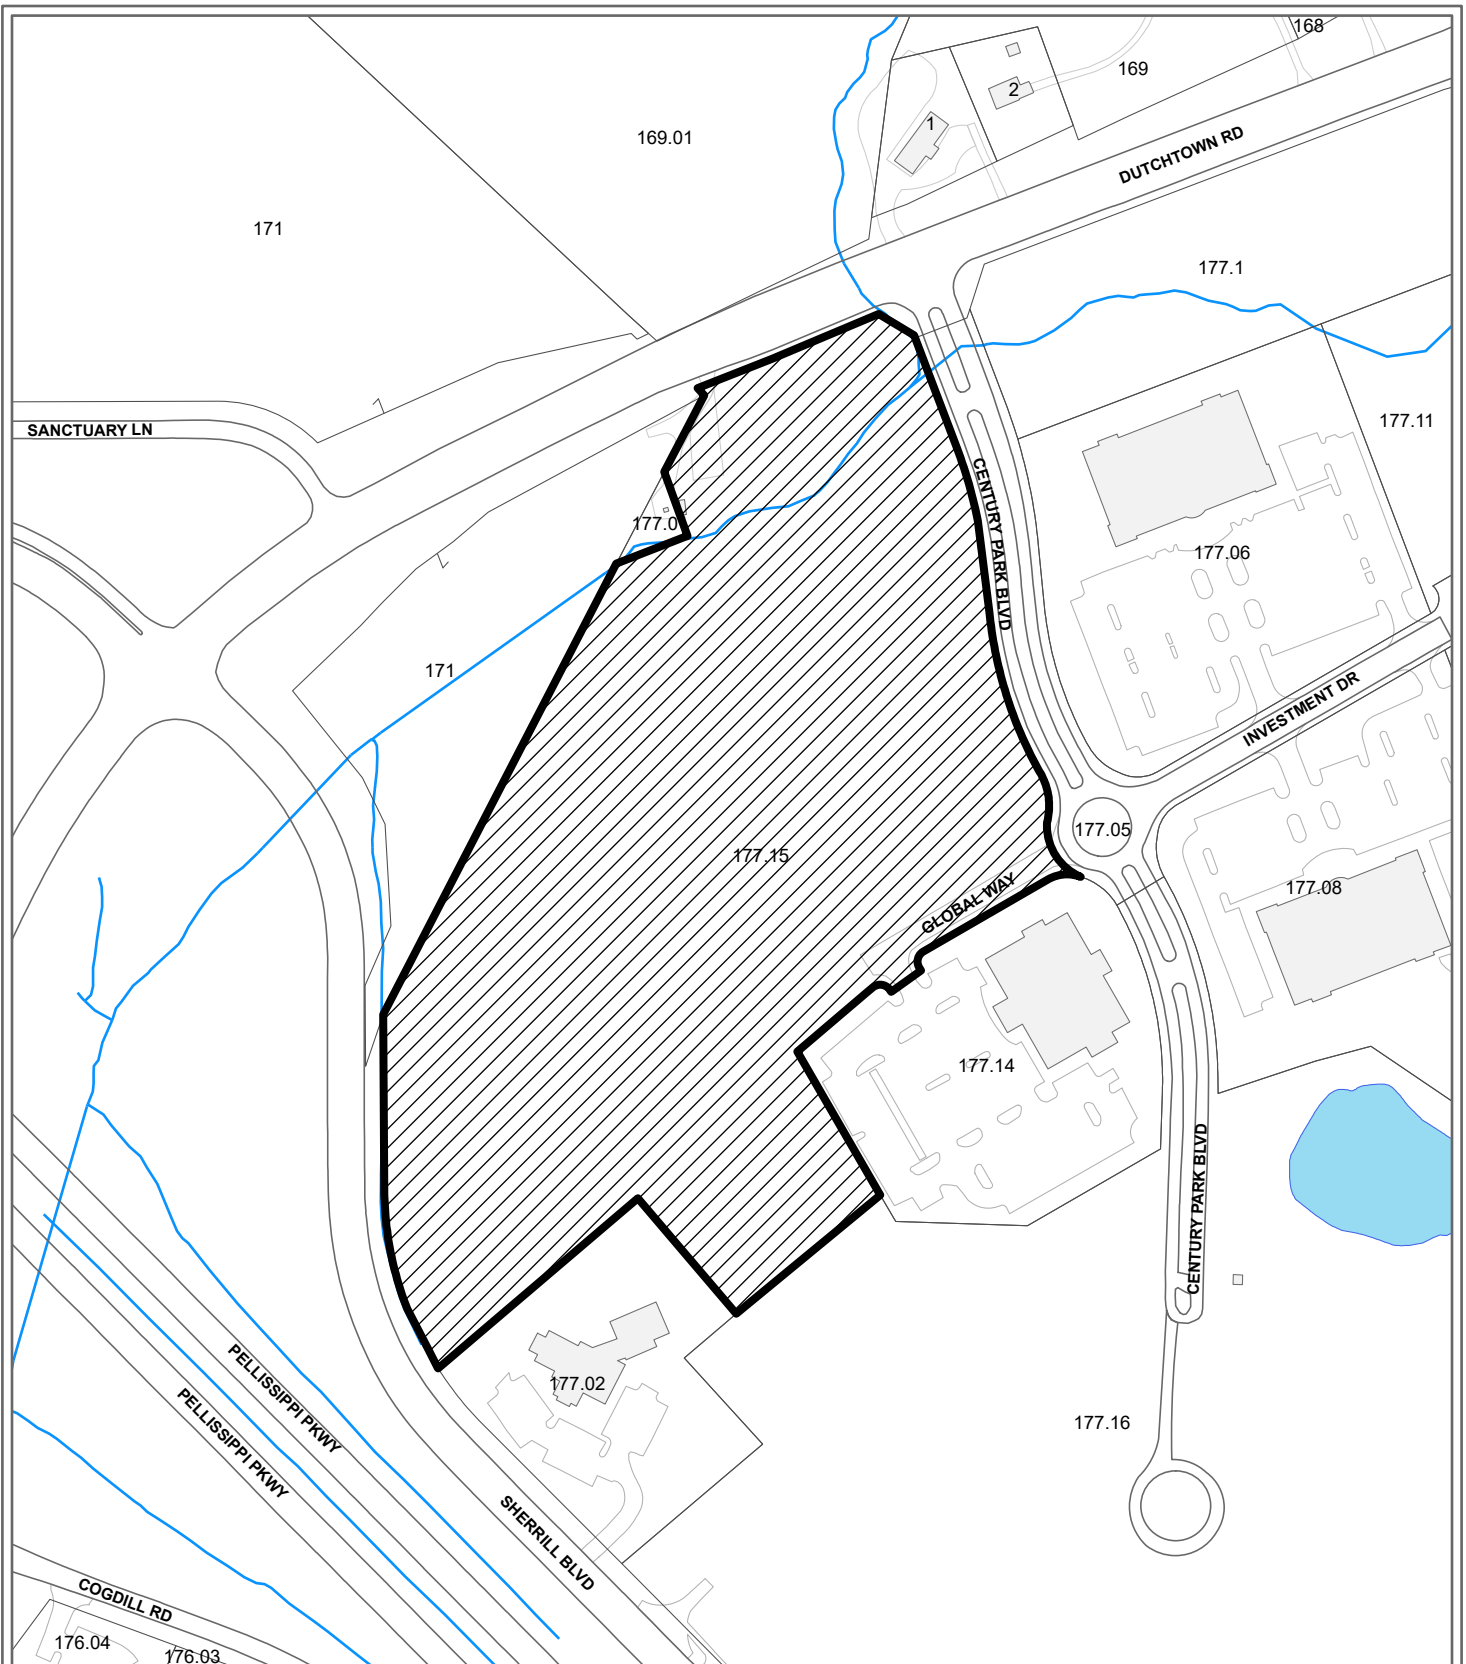 168
169
2
1
169.01
DUTCHTOWN RD
171
177.1
177.11
SANCTUARY LN
CENTURY PARK BLVD
177.0
177.06
171
INVESTMENT DR
177.05
177.15
177.08
GLOBAL WAY
177.14
CENTURY PARK BLVD
PELLISSIPPI PKWY
PELLISSIPPI PKWY
177.02
177.16
SHERRILL BLVD
COGDILL RD
176.04
176.03